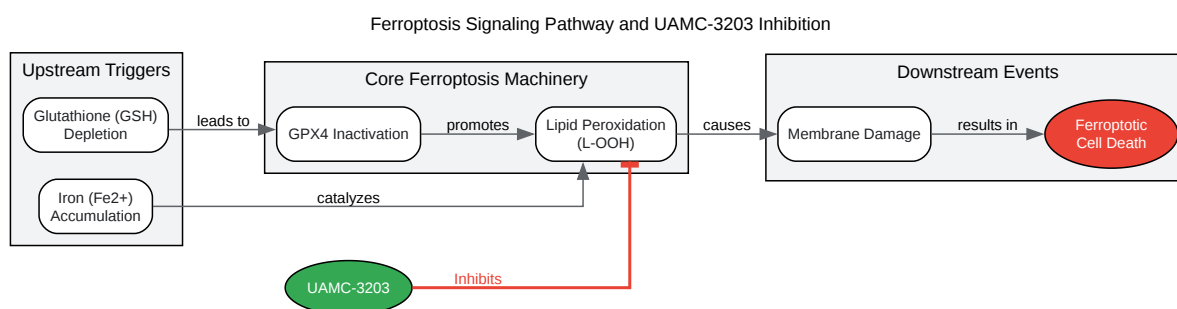 Ferroptosis Signaling Pathway and UAMC-3203 Inhibition
Upstream Triggers
Glutathione (GSH)
Depletion
leads to
Iron (Fe2+)
Accumulation
catalyzes
Core Ferroptosis Machinery
GPX4 Inactivation
promotes
Lipid Peroxidation
(L-OOH)
causes
Downstream Events
Membrane Damage
results in
Ferroptotic
Cell Death
UAMC-3203
Inhibits